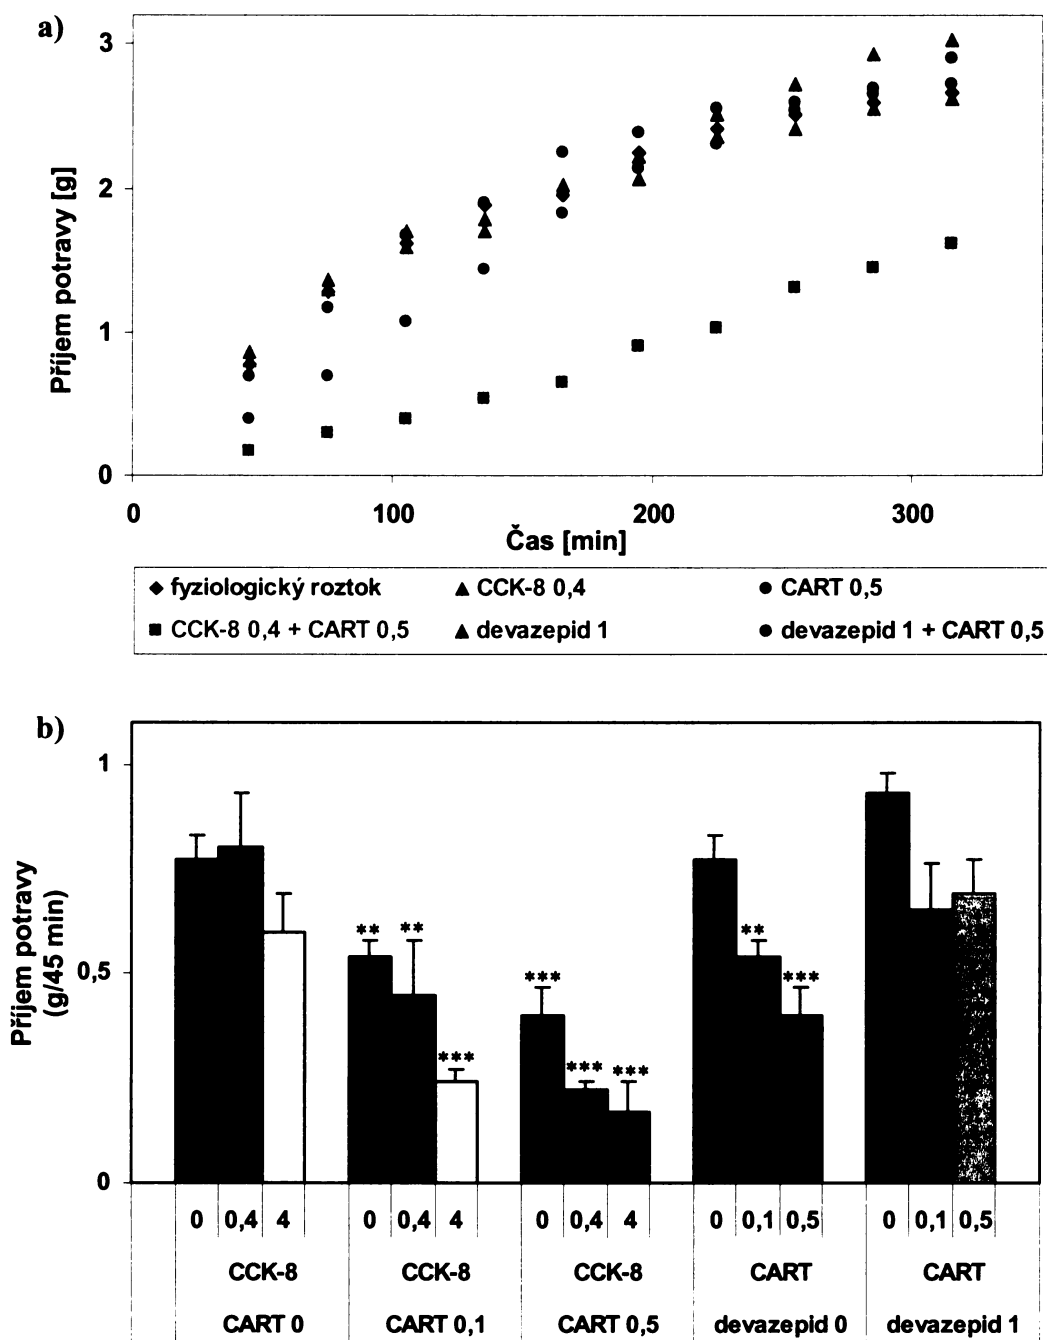 a)
3
2
1
0
Příjem potravy [g]
0 100 200 300
Čas [min]
fyziologický roztok CCK-8 0,4 CART 0,5
CCK-8 0,4 + CART 0,5 devazepid 1 devazepid 1 + CART 0,5
b)
1
0,5
0
Příjem potravy
(g/45 min)
** ** *** *** *** *** ** ***
0 0,4 4 0 0,4 4 0 0,4 4 0 0,1 0,5 0 0,1 0,5
CCK-8 CCK-8 CCK-8 CART CART
CART 0 CART 0,1 CART 0,5 devazepid 0 devazepid 1